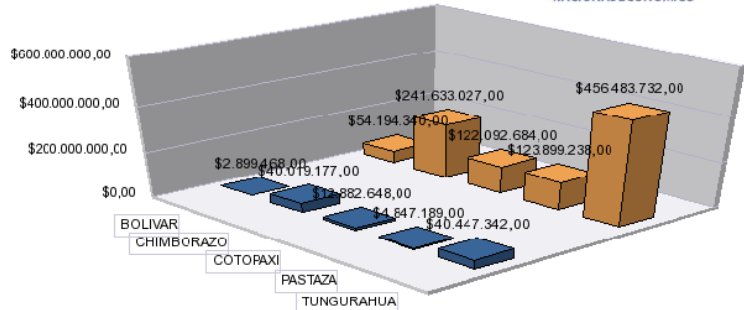 $600.000.000,00
$400.000.000,00
$200.000.000,00
$0,00
$241.633.027,00
$456.483.732,00
$54.194.340,00
$122.092.684,00
$123.899.238,00
$2.899.468,00
$40.019.177,00
$12.882.648,00
$4.847.189,00
$40.447.342,00
BOLIVAR
CHIMBORAZO
COTOPAXI
PASTAZA
TUNGURAHUA